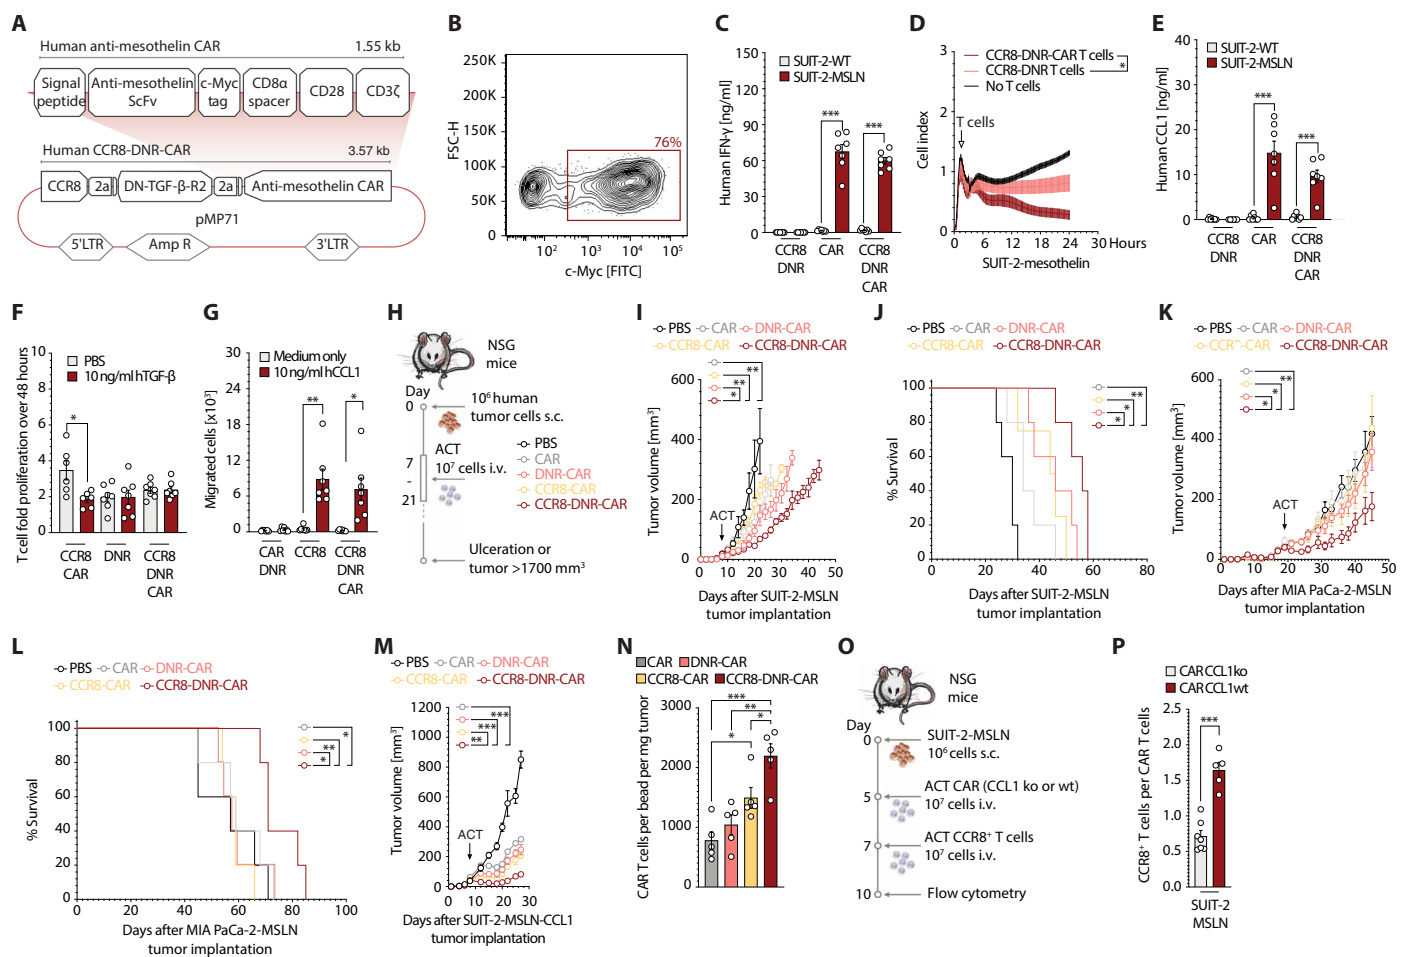 A
Human anti-mesothelin CAR
1.55 kb
Signal peptide
Anti-mesothelin ScFv
c-Myc tag
CD8α spacer
CD28
CD3ζ
Human CCR8-DNR-CAR
3.57 kb
CCR8
2a
DN-TGF-β-R2
2a
Anti-mesothelin CAR
pMP71
5'LTR
Amp R
3'LTR
B
FSC-H
250K
200K
150K
100K
50K
0
76%
10²
10³
10⁴
10⁵
c-Myc [FITC]
C
Human IFN-γ [ng/ml]
150
120
90
60
30
0
SUIT-2-WT
SUIT-2-MSLN
***
***
CCR8 DNR
CAR
CCR8 DNR CAR
D
Cell index
3
2
1
0
CCR8-DNR-CAR T cells
CCR8-DNR T cells
*
No T cells
T cells
0 6 12 18 24 30 Hours
SUIT-2-mesothelin
E
Human CCL1 [ng/ml]
40
30
20
10
0
SUIT-2-WT
SUIT-2-MSLN
***
***
CCR8 DNR
CAR
CCR8 DNR CAR
F
T cell fold proliferation over 48 hours
10
8
6
4
2
0
PBS
10 ng/ml hTGF-β
*
CCR8 CAR
DNR
CCR8 DNR CAR
G
Migrated cells [x10³]
30
24
18
12
6
0
Medium only
10 ng/ml hCCL1
**
*
CAR DNR
CCR8
CCR8 DNR CAR
H
NSG mice
Day
0
10⁶ human tumor cells s.c.
7
-
21
ACT
10⁷ cells i.v.
PBS
CAR
DNR-CAR
CCR8-CAR
CCR8-DNR-CAR
Ulceration or tumor >1700 mm³
I
PBS CAR DNR-CAR
CCR8-CAR CCR8-DNR-CAR
**
**
*
Tumor volume [mm³]
600
400
200
0
ACT
0 10 20 30 40 50
Days after SUIT-2-MSLN
tumor implantation
J
PBS CAR DNR-CAR
CCR8-CAR CCR8-DNR-CAR
**
*
*
% Survival
100
80
60
40
20
0
0 20 40 60 80
Days after SUIT-2-MSLN
tumor implantation
K
PBS CAR DNR-CAR
CCR8-DNR-CAR
**
*
*
Tumor volume [mm³]
600
400
200
0
ACT
0 10 20 30 40 50
Days after MIA PaCa-2-MSLN
tumor implantation
L
PBS CAR DNR-CAR
CCR8-CAR CCR8-DNR-CAR
*
**
*
% Survival
100
80
60
40
20
0
0 20 40 60 80 100
Days after MIA PaCa-2-MSLN
tumor implantation
M
PBS CAR DNR-CAR
CCR8-CAR CCR8-DNR-CAR
***
***
**
Tumor volume [mm³]
1200
1000
800
600
400
200
0
ACT
0 10 20 30
Days after SUIT-2-MSLN-CCL1
tumor implantation
N
CAR DNR-CAR
CCR8-CAR CCR8-DNR-CAR
CAR T cells per bead per mg tumor
3000
2000
1000
0
***
**
*
*
O
NSG mice
Day
0
SUIT-2-MSLN
10⁶ cells s.c.
5
ACT CAR (CCL1 ko or wt)
10⁷ cells i.v.
7
ACT CCR8⁺ T cells
10⁷ cells i.v.
10
Flow cytometry
P
CAR CCL1ko
CAR CCL1wt
CCR8⁺ T cells per CAR T cells
2.5
2.0
1.5
1.0
0.5
0.0
***
SUIT-2
MSLN